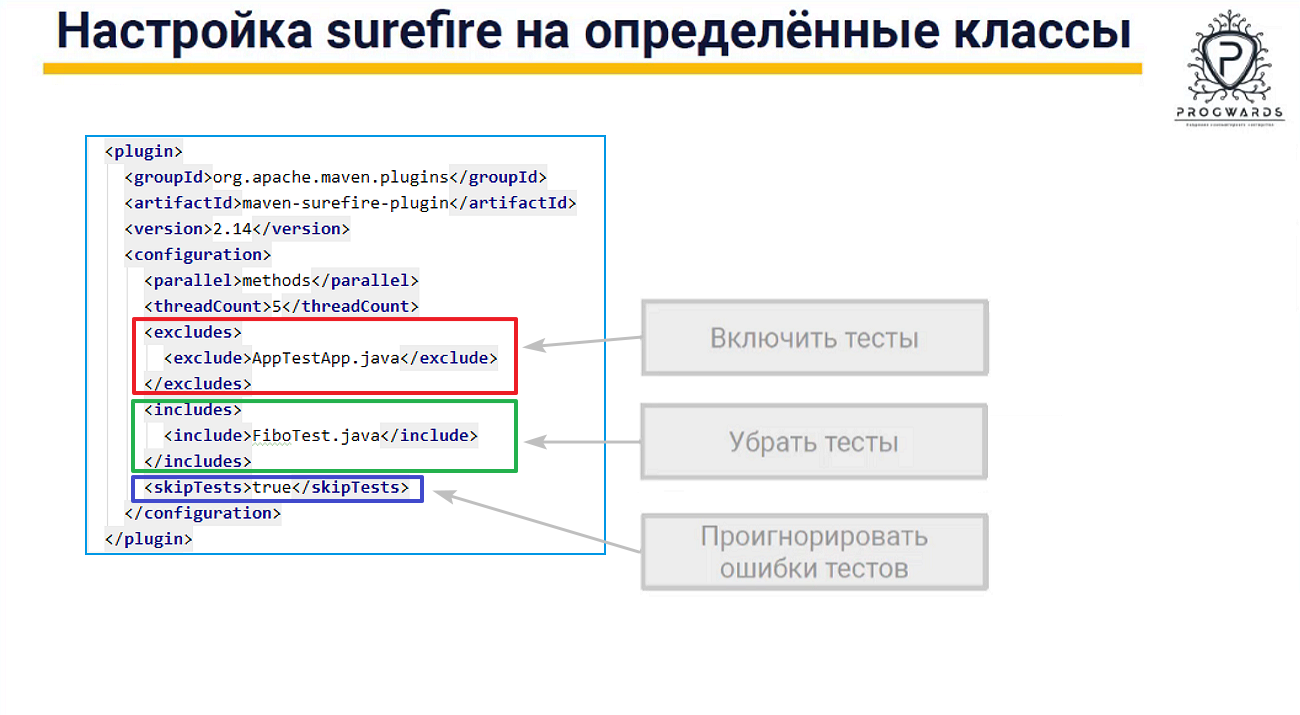 Настройка surefire на определённые классы
PROGWARDS
<plugin>
<groupId>org.apache.maven.plugins</groupId>
<artifactId>maven-surefire-plugin</artifactId>
<version>2.14</version>
<configuration>
<parallel>methods</parallel>
<threadCount>5</threadCount>
<excludes>
<exclude>AppTestApp.java</exclude>
</excludes>
<includes>
<include>FiboTest.java</include>
</includes>
<skipTests>true</skipTests>
</configuration>
</plugin>
Включить тесты
Убрать тесты
Проигнорировать
ошибки тестов